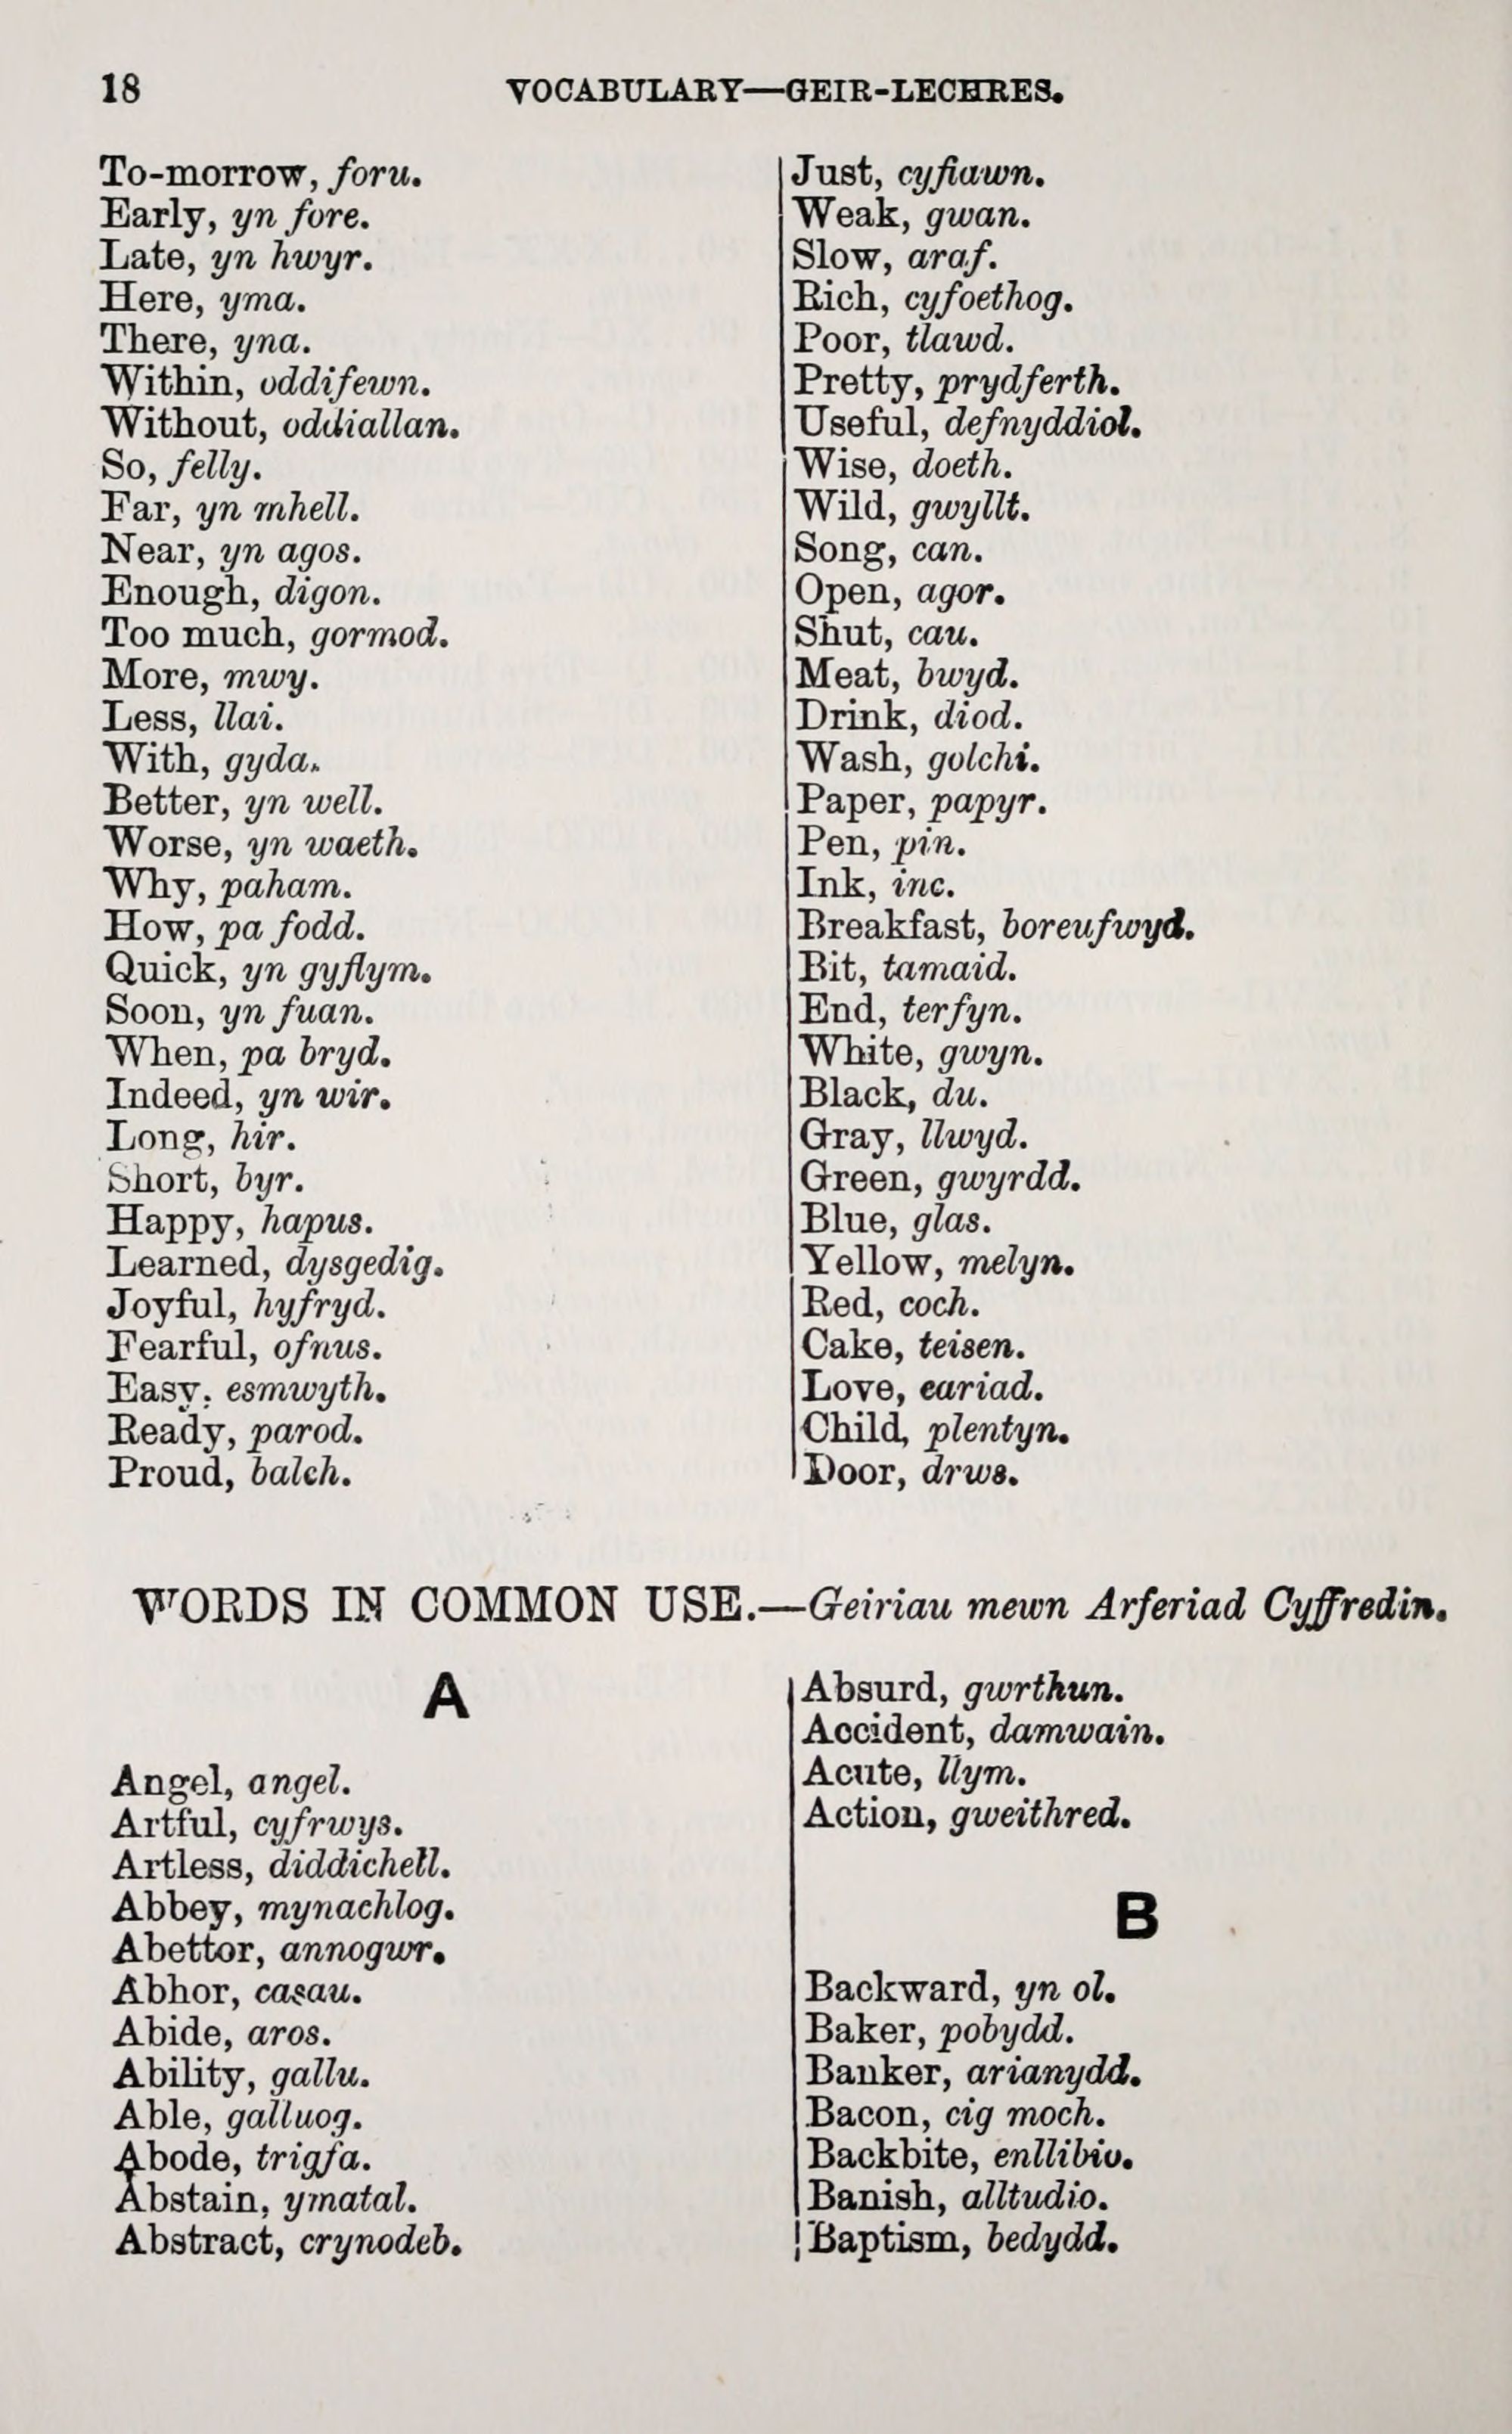 18 VOCABULARY—GEIR-LECHRES.
To-morrow, foru.
Early, yn fore.
Late, yn hwyr.
Here, yma.
There, yna.
Within, oddifewn.
Without, oddiallan.
So, felly.
Far, yn mhell.
Near, yn agos.
Enough, digon.
Too much, gormod.
More, mwy.
Less, llai.
With, gyda.
Better, yn well.
Worse, yn waeth.
Why, paham.
How, pa fodd.
Quick, yn gyflym.
Soon, yn fuan.
When, pa bryd.
Indeed, yn wir.
Long, hir.
Short, byr.
Happy, hapus.
Learned, dysgedig.
Joyful, hyfryd.
Fearful, ofnus.
Easy, esmwyth.
Ready, parod.
Proud, balch.
Just, cyfiawn.
Weak, gwan.
Slow, araf.
Rich, cyfoethog.
Poor, tlawd.
Pretty, prydferth.
Useful, defnyddiol.
Wise, doeth.
Wild, gwyllt.
Song, can.
Open, agor.
Shut, cau.
Meat, bwyd.
Drink, diod.
Wash, golchi.
Paper, papyr.
Pen, pin.
Ink, inc.
Breakfast, boreufwyd.
Bit, tamaid.
End, terfyn.
White, gwyn.
Black, du.
Gray, llwyd.
Green, gwyrdd.
Blue, glas.
Yellow, melyn.
Red, coch.
Cake, teisen.
Love, cariad.
Child, plentyn.
Door, drws.
WORDS IN COMMON USE.—Geiriau mewn Arferiad Cyffredin.
A
Angel, angel.
Artful, cyfrwys.
Artless, diddichell.
Abbey, mynachlog.
Abettor, annogwr.
Abhor, casau.
Abide, aros.
Ability, gallu.
Able, galluog.
Abode, trigfa.
Abstain, ymatal.
Abstract, crynodeb.
Absurd, gwrthun.
Accident, damwain.
Acute, llym.
Action, gweithred.
B
Backward, yn ol.
Baker, pobydd.
Banker, arianydd.
Bacon, cig moch.
Backbite, enllibio.
Banish, alltudio.
Baptism, bedydd.